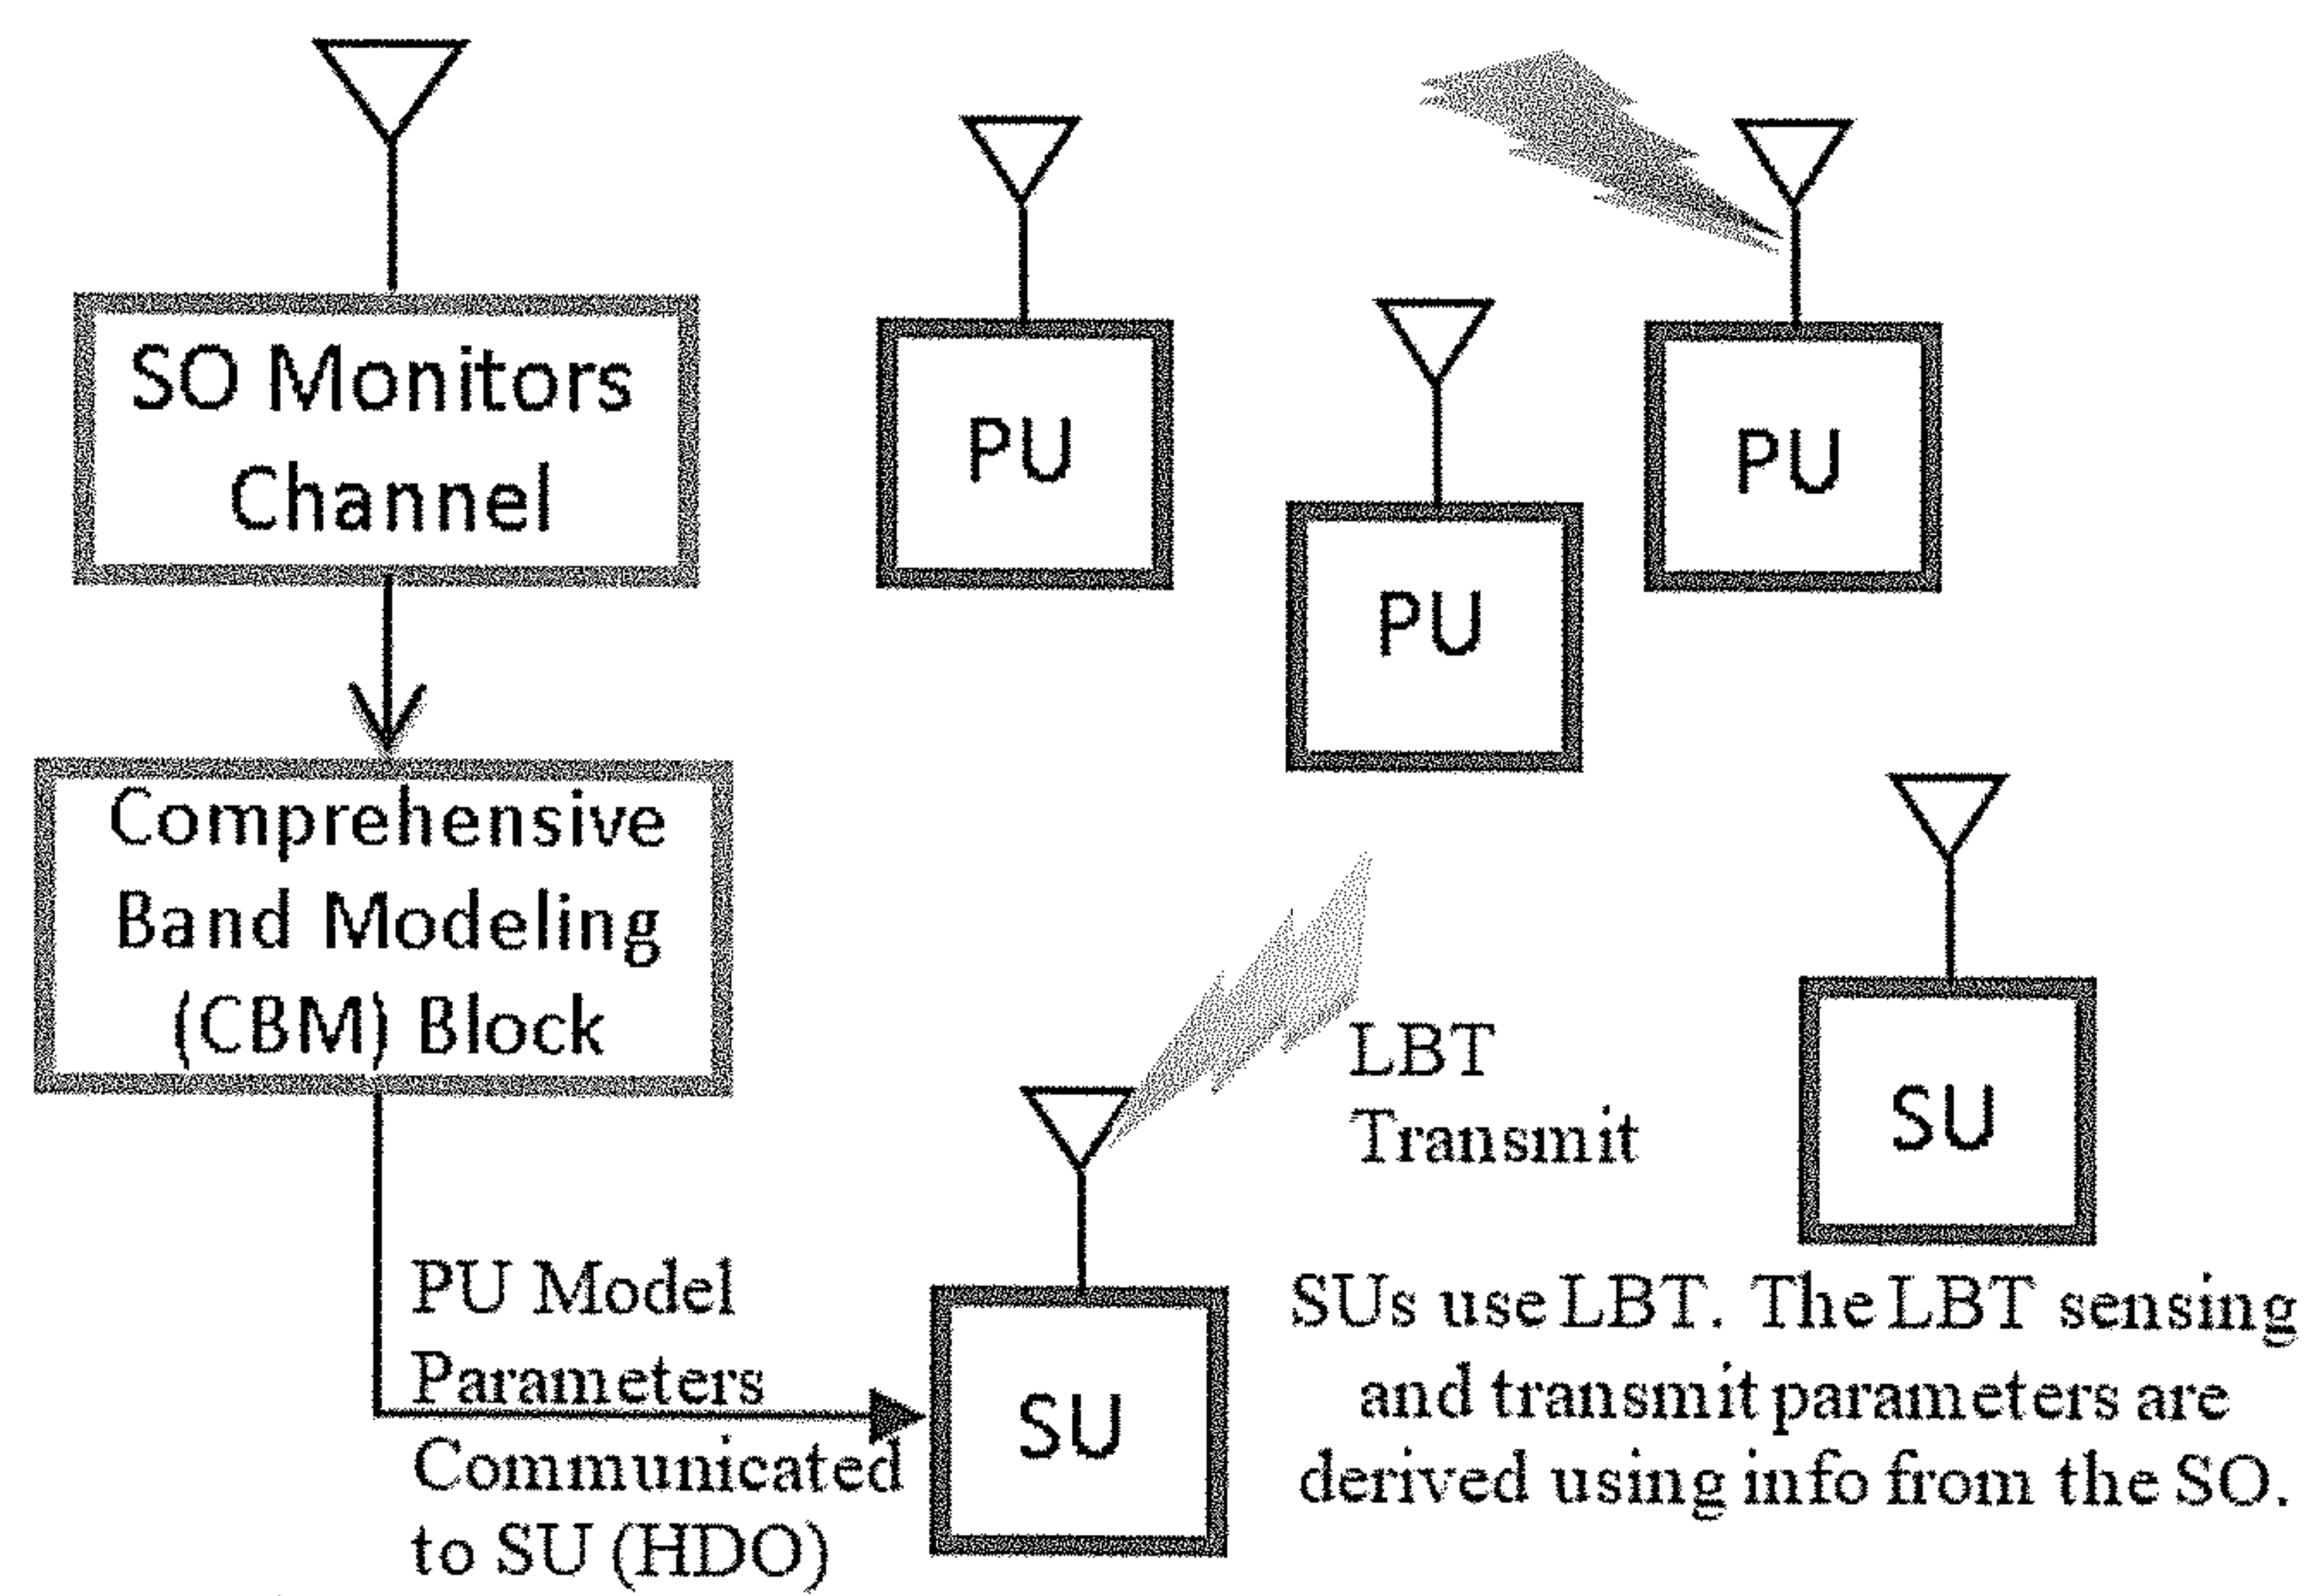 SO Monitors
Channel
PU
PU
PU
Comprehensive
Band Modeling
(CBM) Block
LBT
Transmit
SU
PU Model
Parameters
Communicated
to SU (HDO)
SU
SUs use LBT. The LBT sensing
and transmit parameters are
derived using info from the SO.